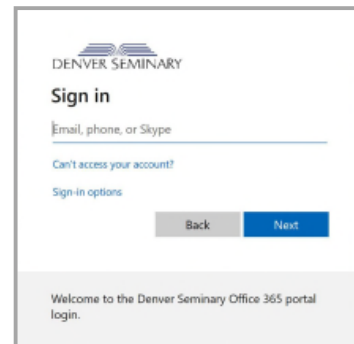 DENVER SEMINARY
Sign in
Email, phone, or Skype
Can't access your account?
Sign-in options
Back Next
Welcome to the Denver Seminary Office 365 portal
login.